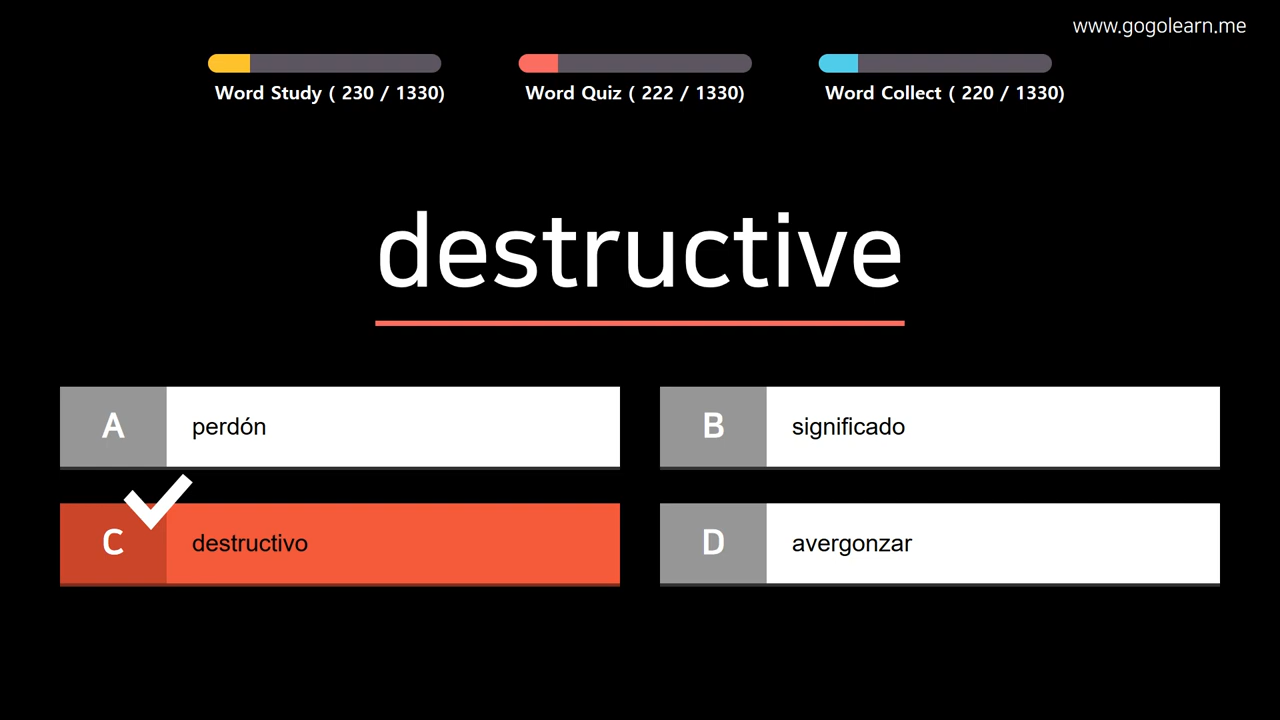 www.gogolearn.me
Word Study ( 230 / 1330)
Word Quiz ( 222 / 1330)
Word Collect ( 220 / 1330)
destructive
A perdón
B significado
C destructivo
D avergonzar